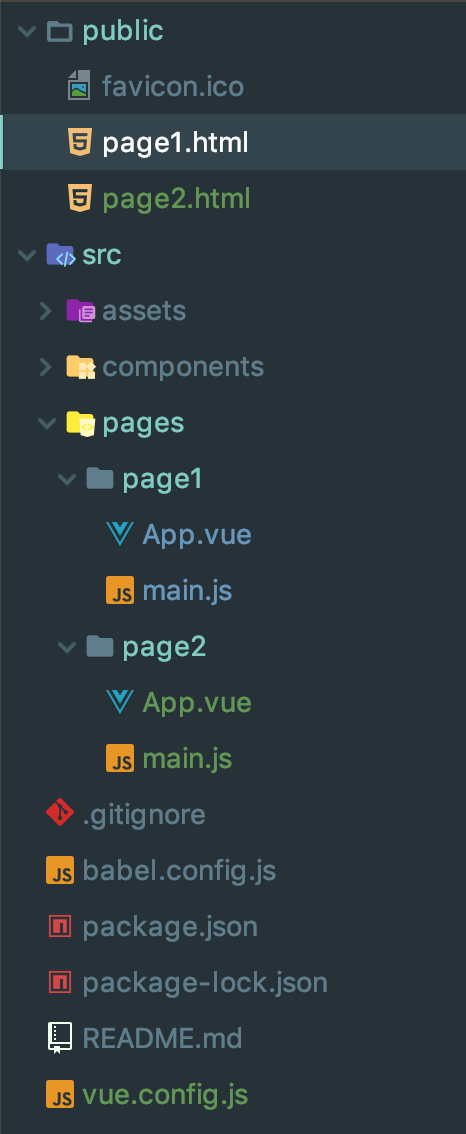 public
favicon.ico
page1.html
page2.html
src
assets
components
pages
page1
App.vue
main.js
page2
App.vue
main.js
.gitignore
babel.config.js
package.json
package-lock.json
README.md
vue.config.js